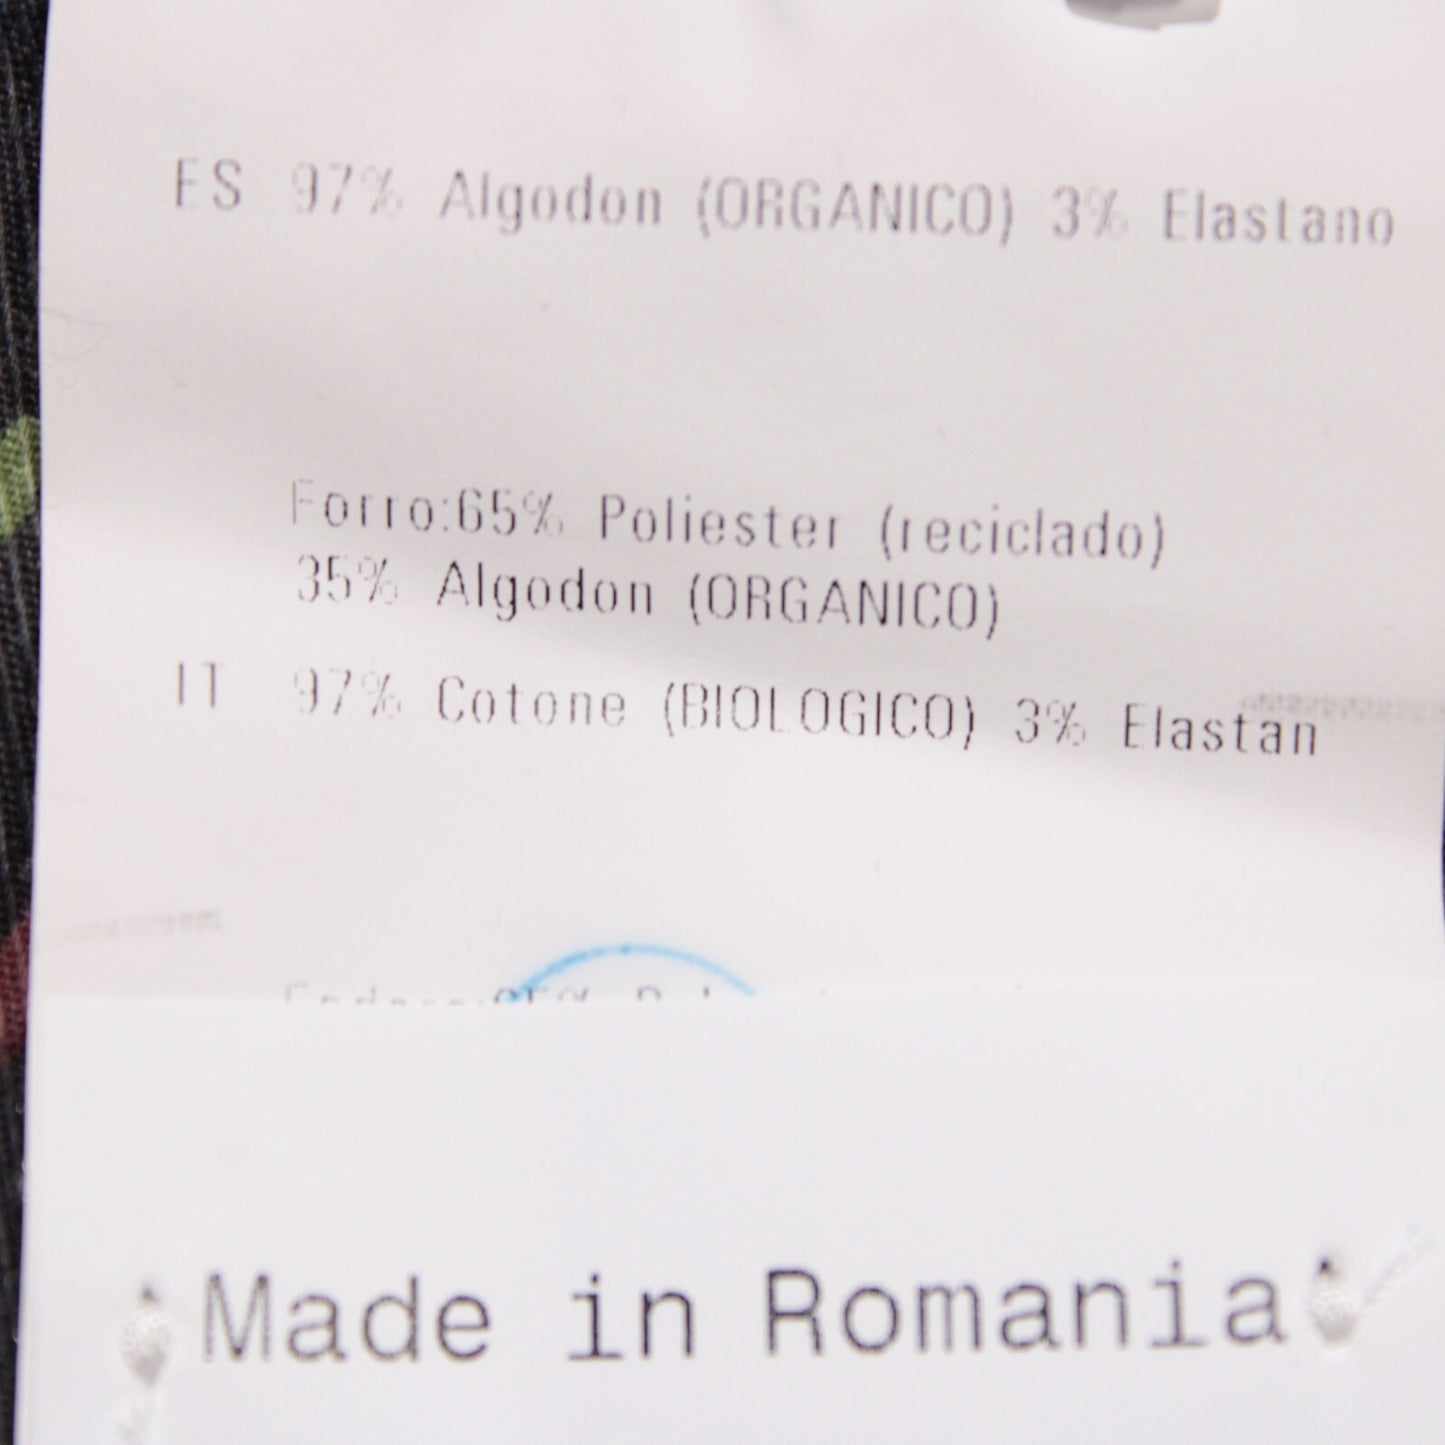 ES 97% Algodon (ORGANICO) 3% Elastano
Forro:65% Poliester (reciclado)
35% Algodon (ORGANICO)
IT 97% Cotone (BIOLOGICO) 3% Elastan
Made in Romania